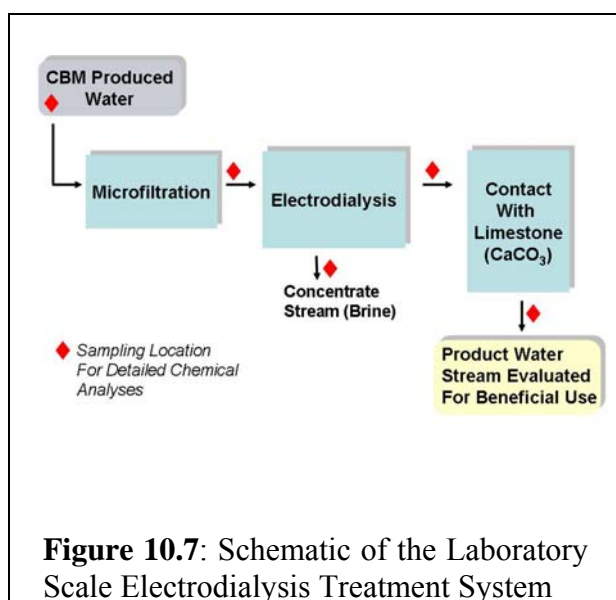 CBM Produced
Water
Microfiltration
Electrodialysis
Contact
With
Limestone
(CaCO₃)
Concentrate
Stream (Brine)
Sampling Location
For Detailed Chemical
Analyses
Product Water
Stream Evaluated
For Beneficial Use
Figure 10.7: Schematic of the Laboratory
Scale Electrodialysis Treatment System